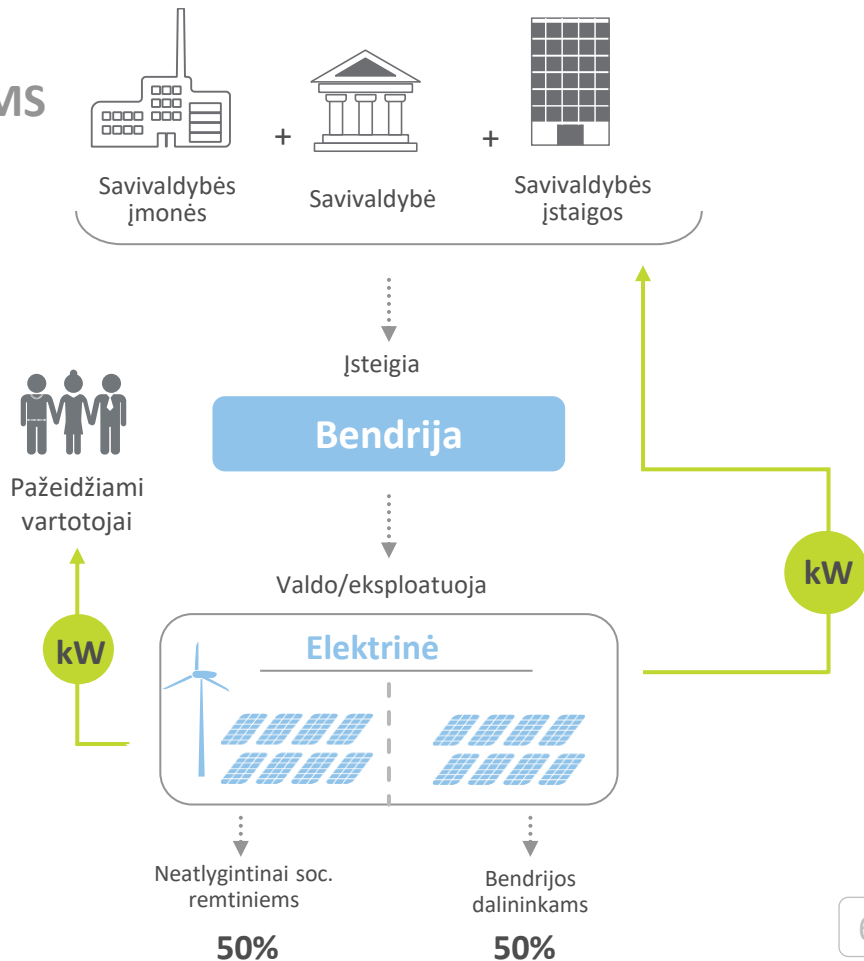 MS
+
+
Savivaldybės
įmonės
Savivaldybė
Savivaldybės
įstaigos
Įsteigia
Bendrija
Pažeidžiami
vartotojai
Valdo/eksploatuoja
kW
kW
Elektrinė
Neatlygintinai soc.
remtiniems
50%
Bendrijos
dalininkams
50%